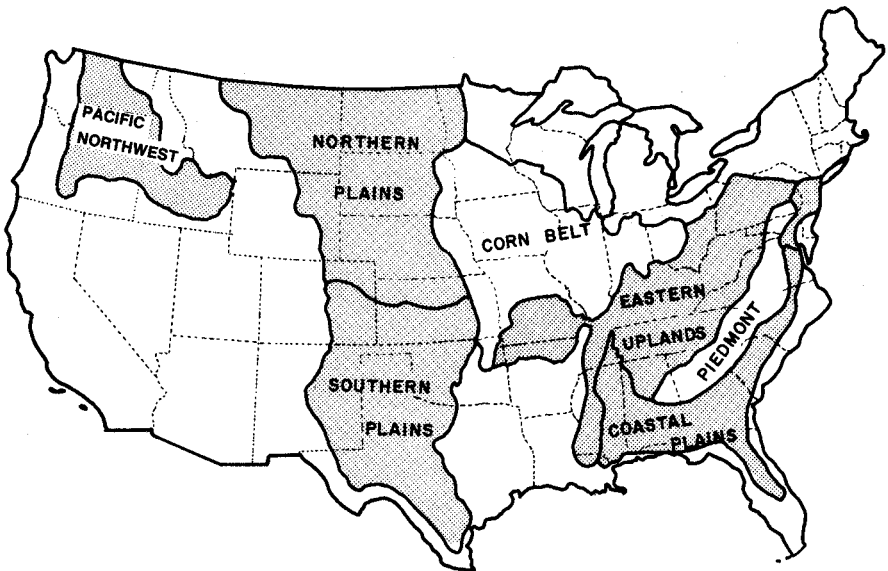 PACIFIC
NORTHWEST
NORTHERN
PLAINS
CORN BELT
EASTERN
UPLANDS
PIEDMONT
SOUTHERN
PLAINS
COASTAL
PLAINS